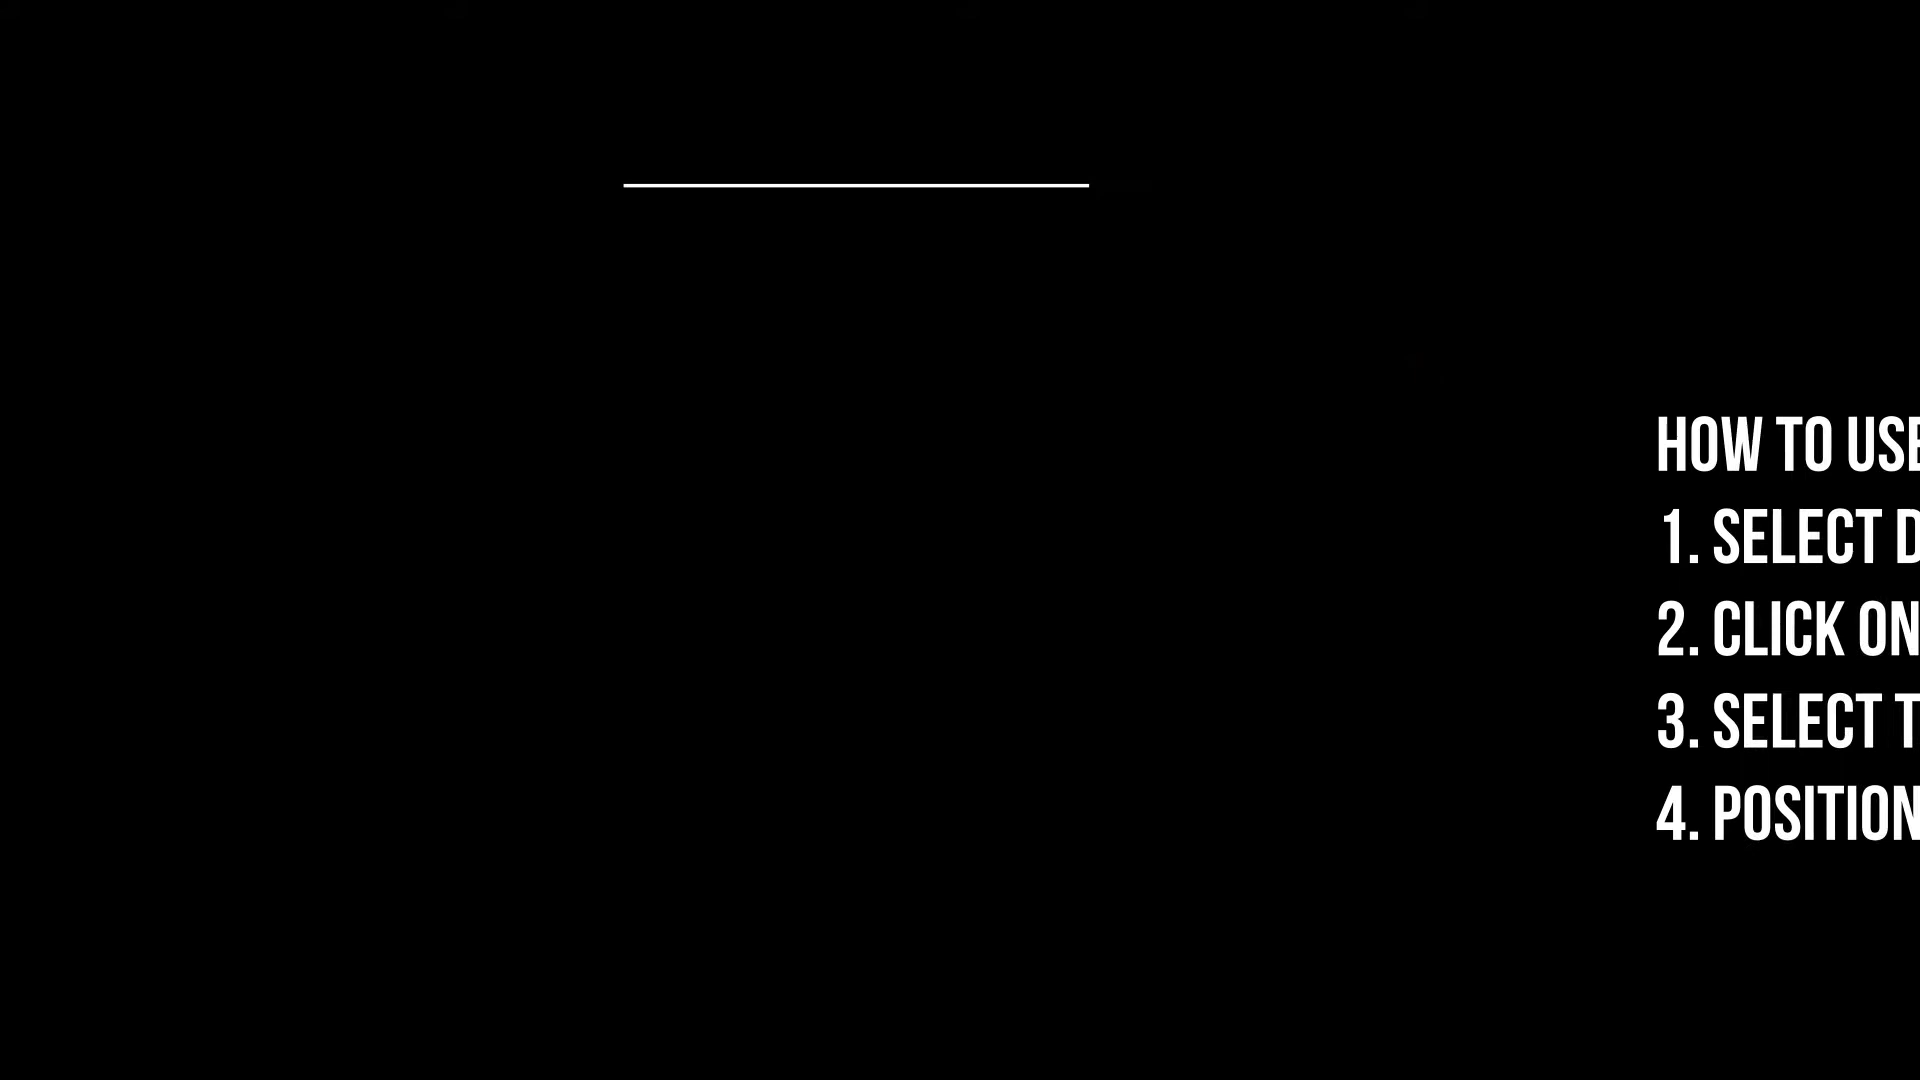 HOW TO USE
1. SELECT
2. CLICK ON
3. SELECT
4. POSITION